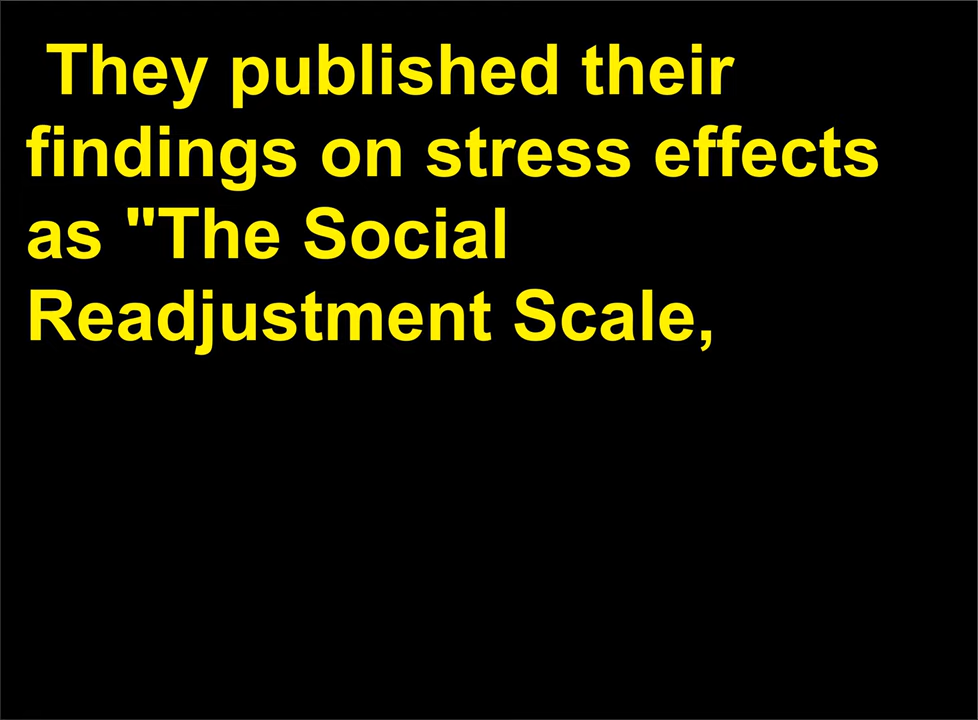 They published their
findings on stress effects
as "The Social
Readjustment Scale,